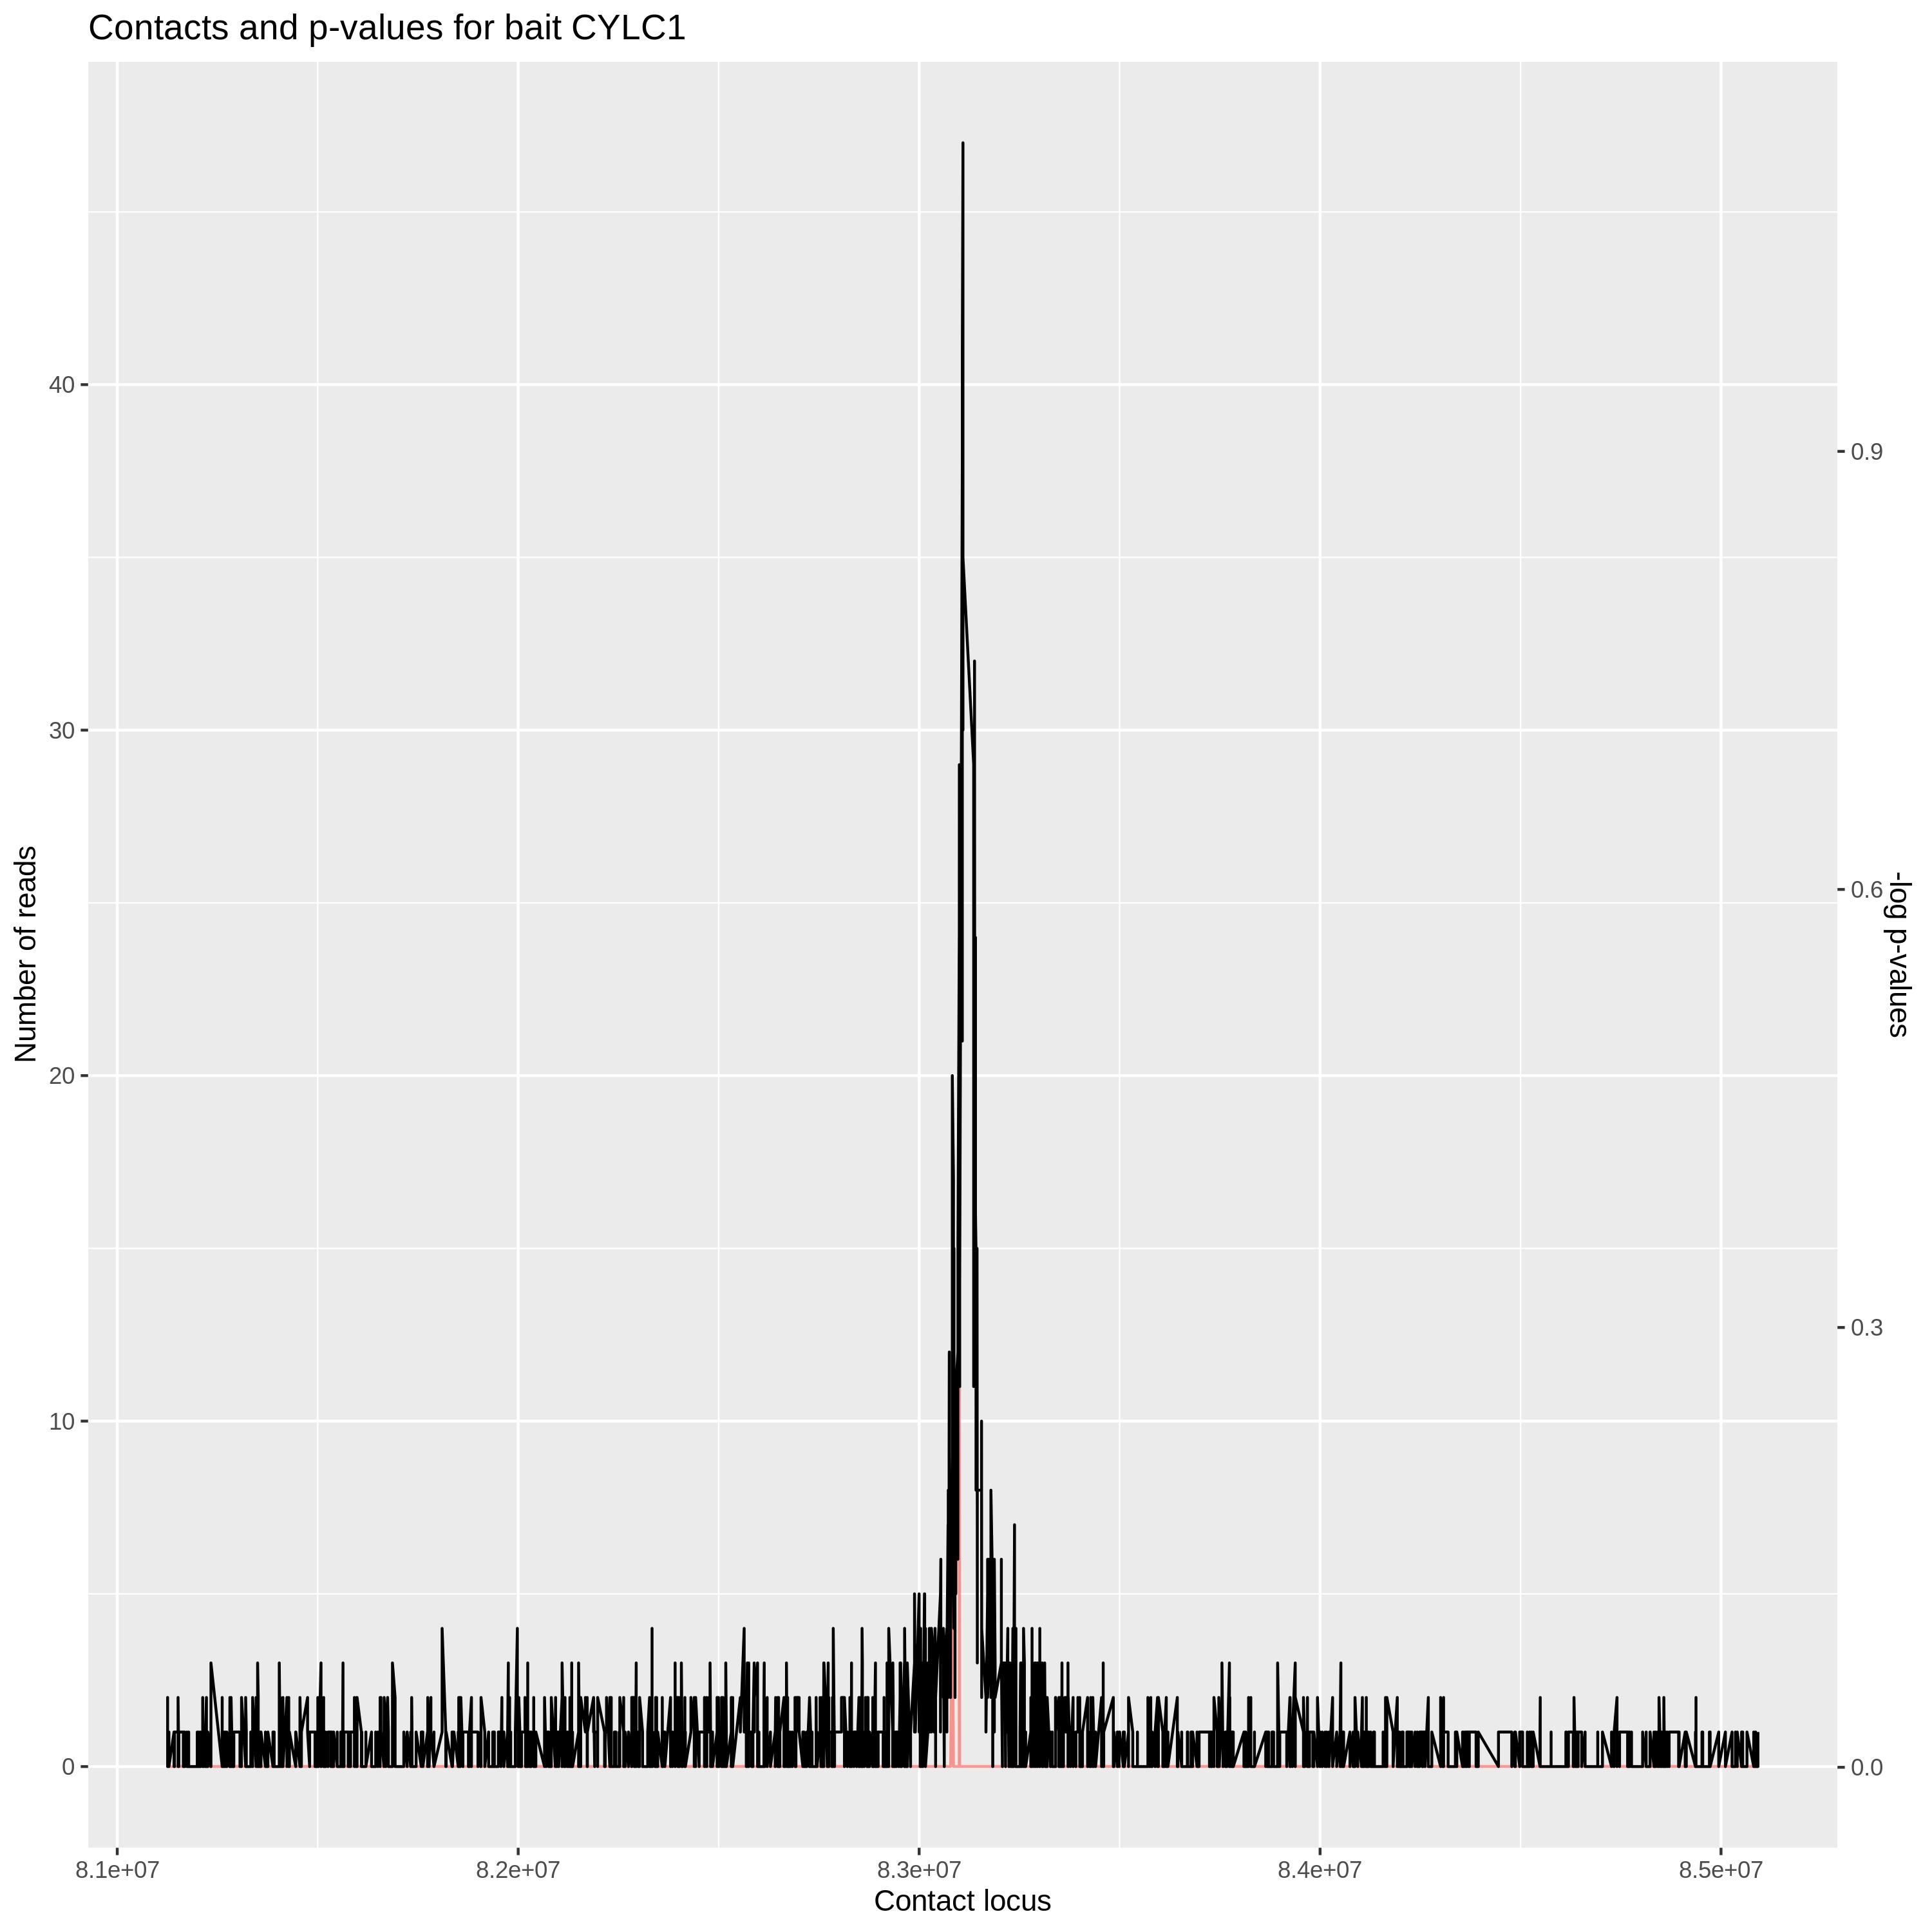 Contacts and p-values for bait CYLC1
Number of reads
40
30
20
10
0
0.9
0.6
0.3
0.0
-log p-values
8.1e+07 8.2e+07 8.3e+07 8.4e+07 8.5e+07
Contact locus